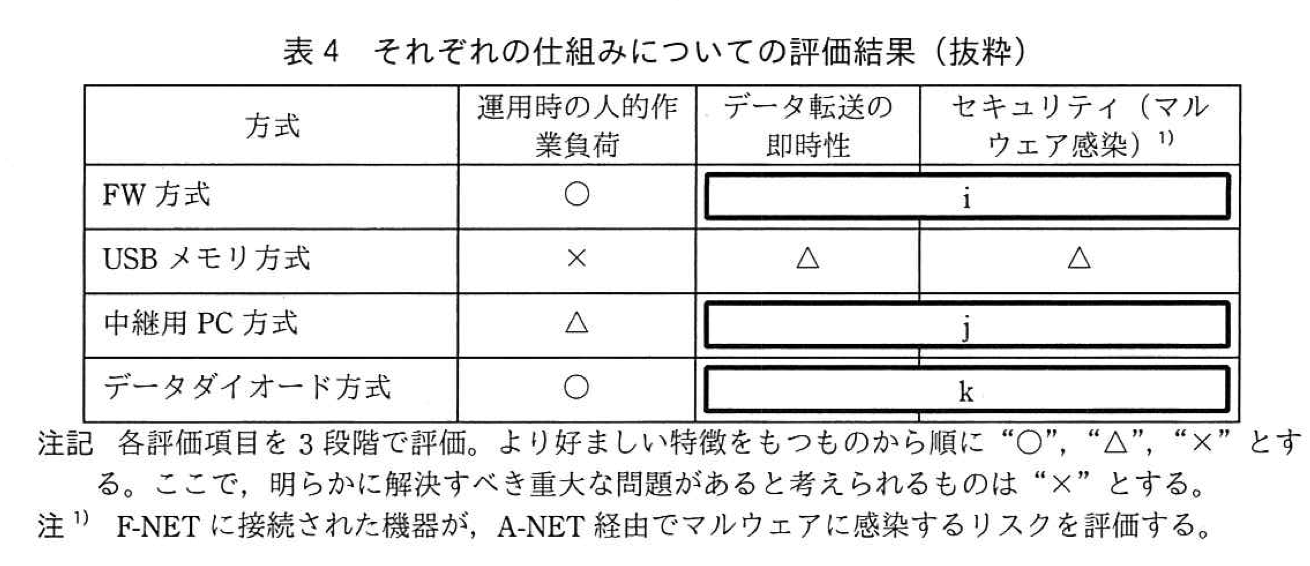 表4 それぞれの仕組みについての評価結果（抜粋）
方式 運用時の人的作業負荷 データ転送の即時性 セキュリティ（マルウェア感染）1)
FW 方式 ○ i
USB メモリ方式 × △ △
中継用 PC 方式 △ j
データダイオード方式 ○ k
注記 各評価項目を 3 段階で評価。より好ましい特徴をもつものから順に“○”，“△”，“×”とす
る。ここで，明らかに解決すべき重大な問題があると考えられるものは“×”とする。
注 1) F-NET に接続された機器が，A-NET 経由でマルウェアに感染するリスクを評価する。